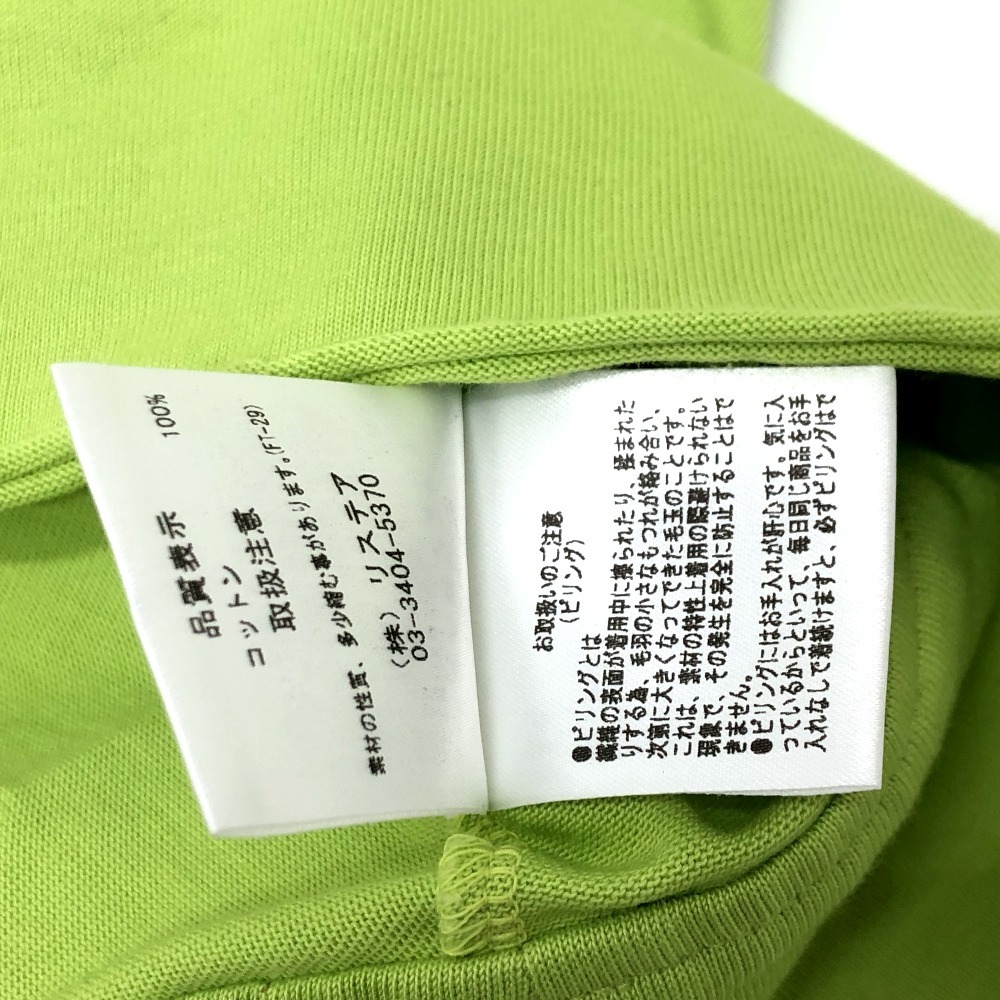 品質表示
コットン 100%
取扱注意
素材の性質、多少縮む事があります。(FT-29)
(株)リステア
03-3404-5370
お取扱いのご注意
(ピリング)
●ピリングとは
繊維の表面が着用中に擦られたり、揉まれた
りする為、毛羽の小さなもつれが絡み合い、
次第に大きくなってできた毛玉のことです。
これは、素材の特性上着用の際避けられない
現象で、その発生を完全に防止することはで
きません。
●ピリングにはお手入れが肝心です。気に入
っているからといって、毎日同じ商品をお手
入れなしで着続けますと、必ずピリングはで